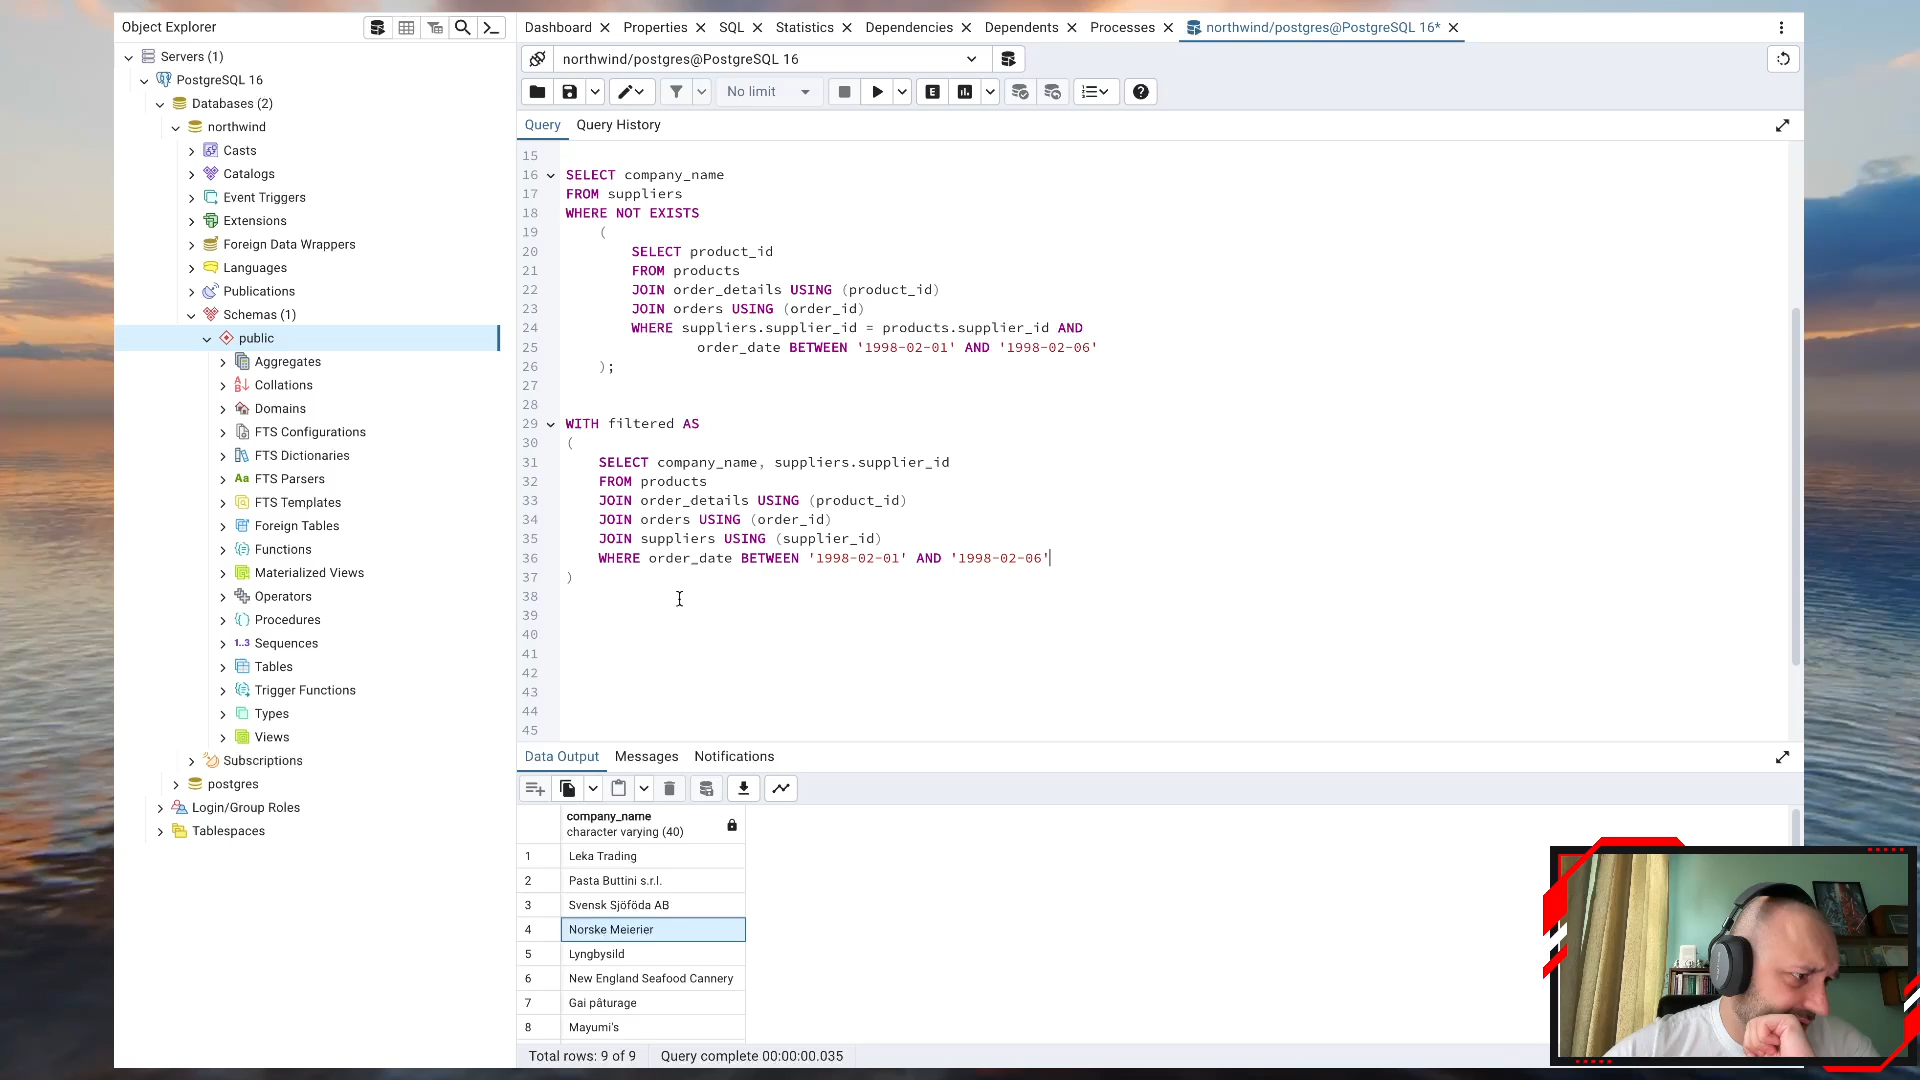 Object Explorer
Servers (1)
PostgreSQL 16
Databases (2)
northwind
Casts
Catalogs
Event Triggers
Extensions
Foreign Data Wrappers
Languages
Publications
Schemas (1)
public
Aggregates
Collations
Domains
FTS Configurations
FTS Dictionaries
Aa FTS Parsers
FTS Templates
Foreign Tables
Functions
Materialized Views
Operators
Procedures
1..3 Sequences
Tables
Trigger Functions
Types
Views
Subscriptions
postgres
Login/Group Roles
Tablespaces
Dashboard Properties SQL Statistics Dependencies Dependents Processes northwind/postgres@PostgreSQL 16*
northwind/postgres@PostgreSQL 16
No limit E
Query Query History
15
16 SELECT company_name
17 FROM suppliers
18 WHERE NOT EXISTS
19 (
20 SELECT product_id
21 FROM products
22 JOIN order_details USING (product_id)
23 JOIN orders USING (order_id)
24 WHERE suppliers.supplier_id = products.supplier_id AND
25 order_date BETWEEN '1998-02-01' AND '1998-02-06'
26 );
27
28
29 WITH filtered AS
30 (
31 SELECT company_name, suppliers.supplier_id
32 FROM products
33 JOIN order_details USING (product_id)
34 JOIN orders USING (order_id)
35 JOIN suppliers USING (supplier_id)
36 WHERE order_date BETWEEN '1998-02-01' AND '1998-02-06'
37 )
38
39
40
41
42
43
44
45
Data Output Messages Notifications
company_name
character varying (40)
1 Leka Trading
2 Pasta Buttini s.r.l.
3 Svensk Sjöföda AB
4 Norske Meierier
5 Lyngbysild
6 New England Seafood Cannery
7 Gai pâturage
8 Mayumi's
Total rows: 9 of 9 Query complete 00:00:00.035